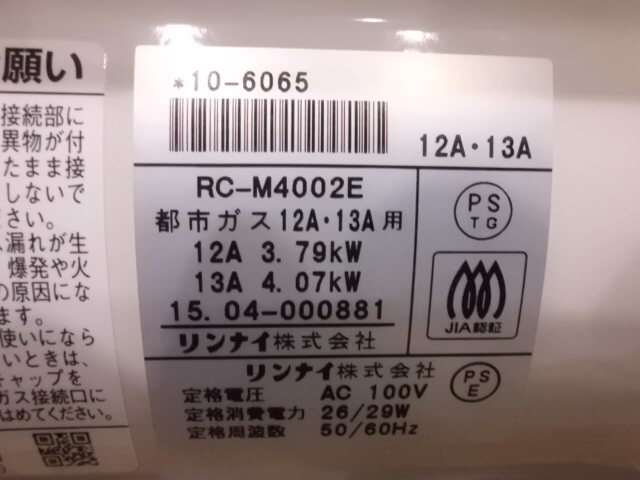 願い
接続部に
異物が付
たまま接
しないで
ださい。
ス漏れが生
爆発や火
の原因にな
ます。
使いになら
いときは、
キャップを
ガス接続口に
はめてください。
*10-6065
12A・13A
RC-M4002E
都市ガス12A・13A用
12A 3.79kW
13A 4.07kW
15.04-000881
リンナイ株式会社
PS
TG
JIA認証
リンナイ株式会社
定格電圧 AC 100V
定格消費電力 26/29W
定格周波数 50/60Hz
PS
E